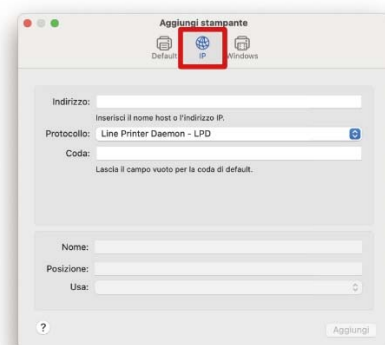 Aggiungi stampante
Default IP Windows
Indirizzo:
Inserisci il nome host o l'indirizzo IP.
Protocollo: Line Printer Daemon - LPD
Coda:
Lascia il campo vuoto per la coda di default.
Nome:
Posizione:
Usa:
? Aggiungi